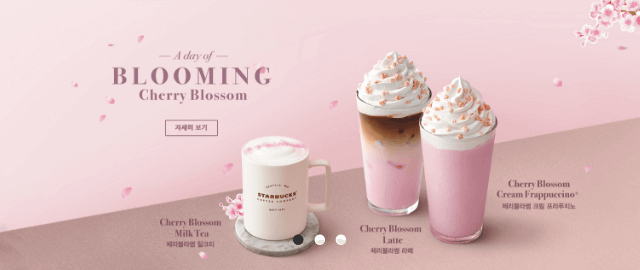 A day of
BLOOMING
Cherry Blossom
자세히 보기
STARBUCKS
Cherry Blossom
Milk Tea
체리블라썸 밀크티
Cherry Blossom
Latte
체리블라썸 라떼
Cherry Blossom
Cream Frappuccino®
체리블라썸 크림 프라푸치노